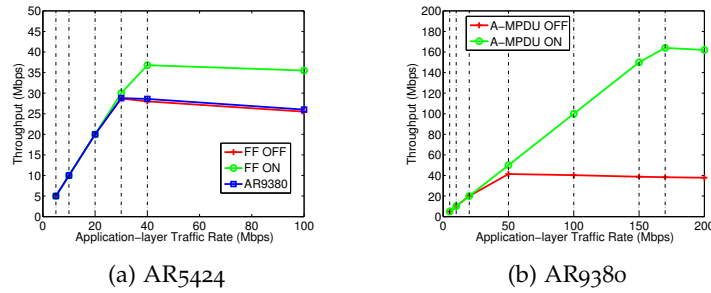 50
45
40
35
30
25
20
15
10
5
0
Throughput (Mbps)
FF OFF
FF ON
AR9380
0 20 40 60 80 100
Application−layer Traffic Rate (Mbps)
(a) AR5424
200
180
160
140
120
100
80
60
40
20
0
Throughput (Mbps)
A−MPDU OFF
A−MPDU ON
0 50 100 150 200
Application−layer Traffic Rate (Mbps)
(b) AR9380